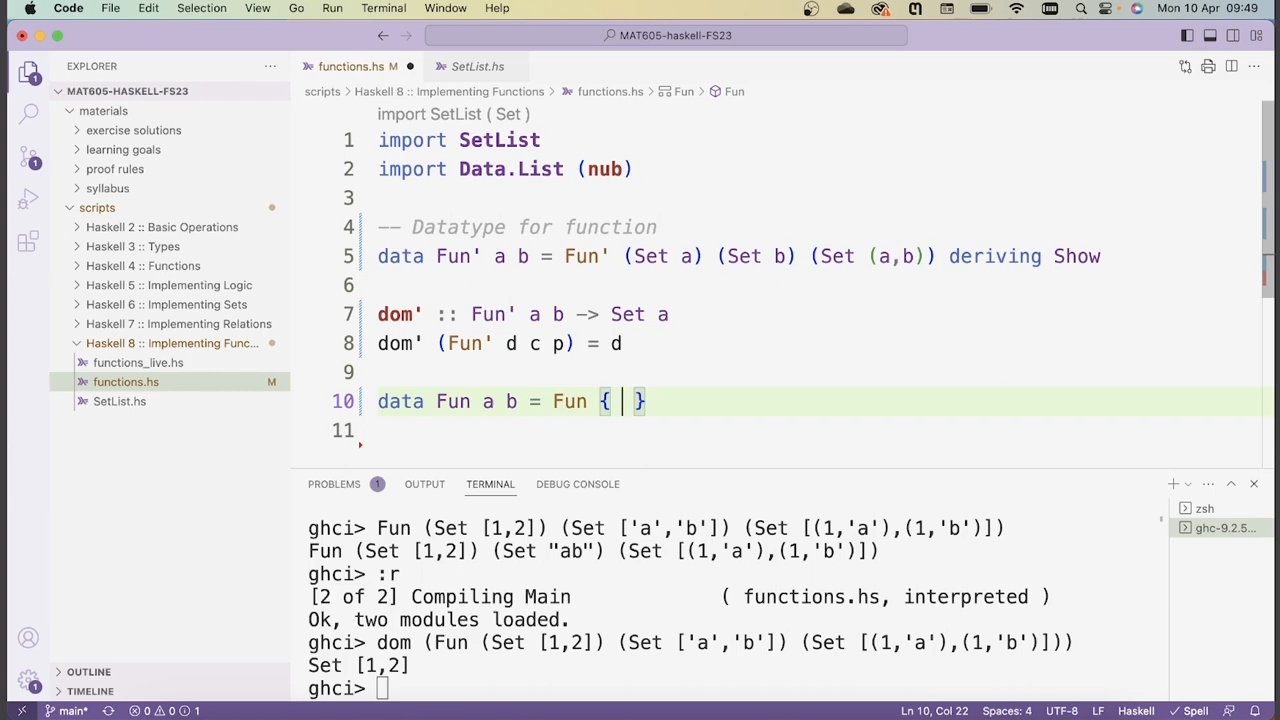 Code File Edit Selection View Go Run Terminal Window Help Mon 10 Apr 09:49
MAT605-haskell-FS23
EXPLORER
MAT605-HASKELL-FS23
materials
exercise solutions
learning goals
proof rules
syllabus
scripts
Haskell 2 :: Basic Operations
Haskell 3 :: Types
Haskell 4 :: Functions
Haskell 5 :: Implementing Logic
Haskell 6 :: Implementing Sets
Haskell 7 :: Implementing Relations
Haskell 8 :: Implementing Func...
functions_live.hs
functions.hs M
SetList.hs
OUTLINE
TIMELINE
functions.hs M SetList.hs
scripts Haskell 8 :: Implementing Functions functions.hs Fun Fun
import SetList ( Set )
1 import SetList
2 import Data.List (nub)
3
4 -- Datatype for function
5 data Fun' a b = Fun' (Set a) (Set b) (Set (a,b)) deriving Show
6
7 dom' :: Fun' a b -> Set a
8 dom' (Fun' d c p) = d
9
10 data Fun a b = Fun { }
11
PROBLEMS 1 OUTPUT TERMINAL DEBUG CONSOLE
ghci> Fun (Set [1,2]) (Set ['a','b']) (Set [(1,'a'),(1,'b')])
Fun (Set [1,2]) (Set "ab") (Set [(1,'a'),(1,'b')])
ghci> :r
[2 of 2] Compiling Main ( functions.hs, interpreted )
Ok, two modules loaded.
ghci> dom (Fun (Set [1,2]) (Set ['a','b']) (Set [(1,'a'),(1,'b')]))
Set [1,2]
ghci>
zsh
ghc-9.2.5...
1
1
1
main* 0 0 1 Ln 10, Col 22 Spaces: 4 UTF-8 LF Haskell Spell